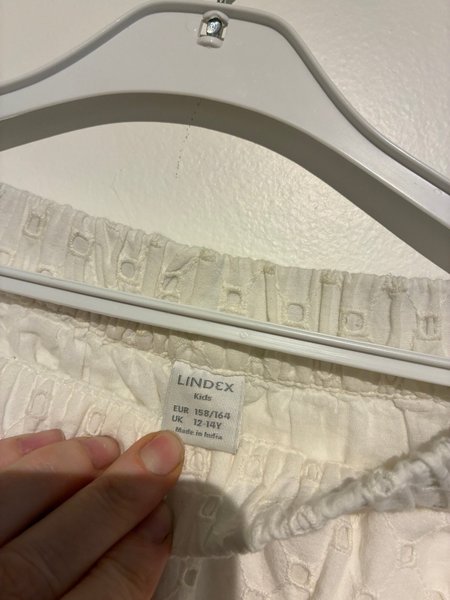 LINDEX
Kids
EUR 158/164
UK 12-14Y
Made in India